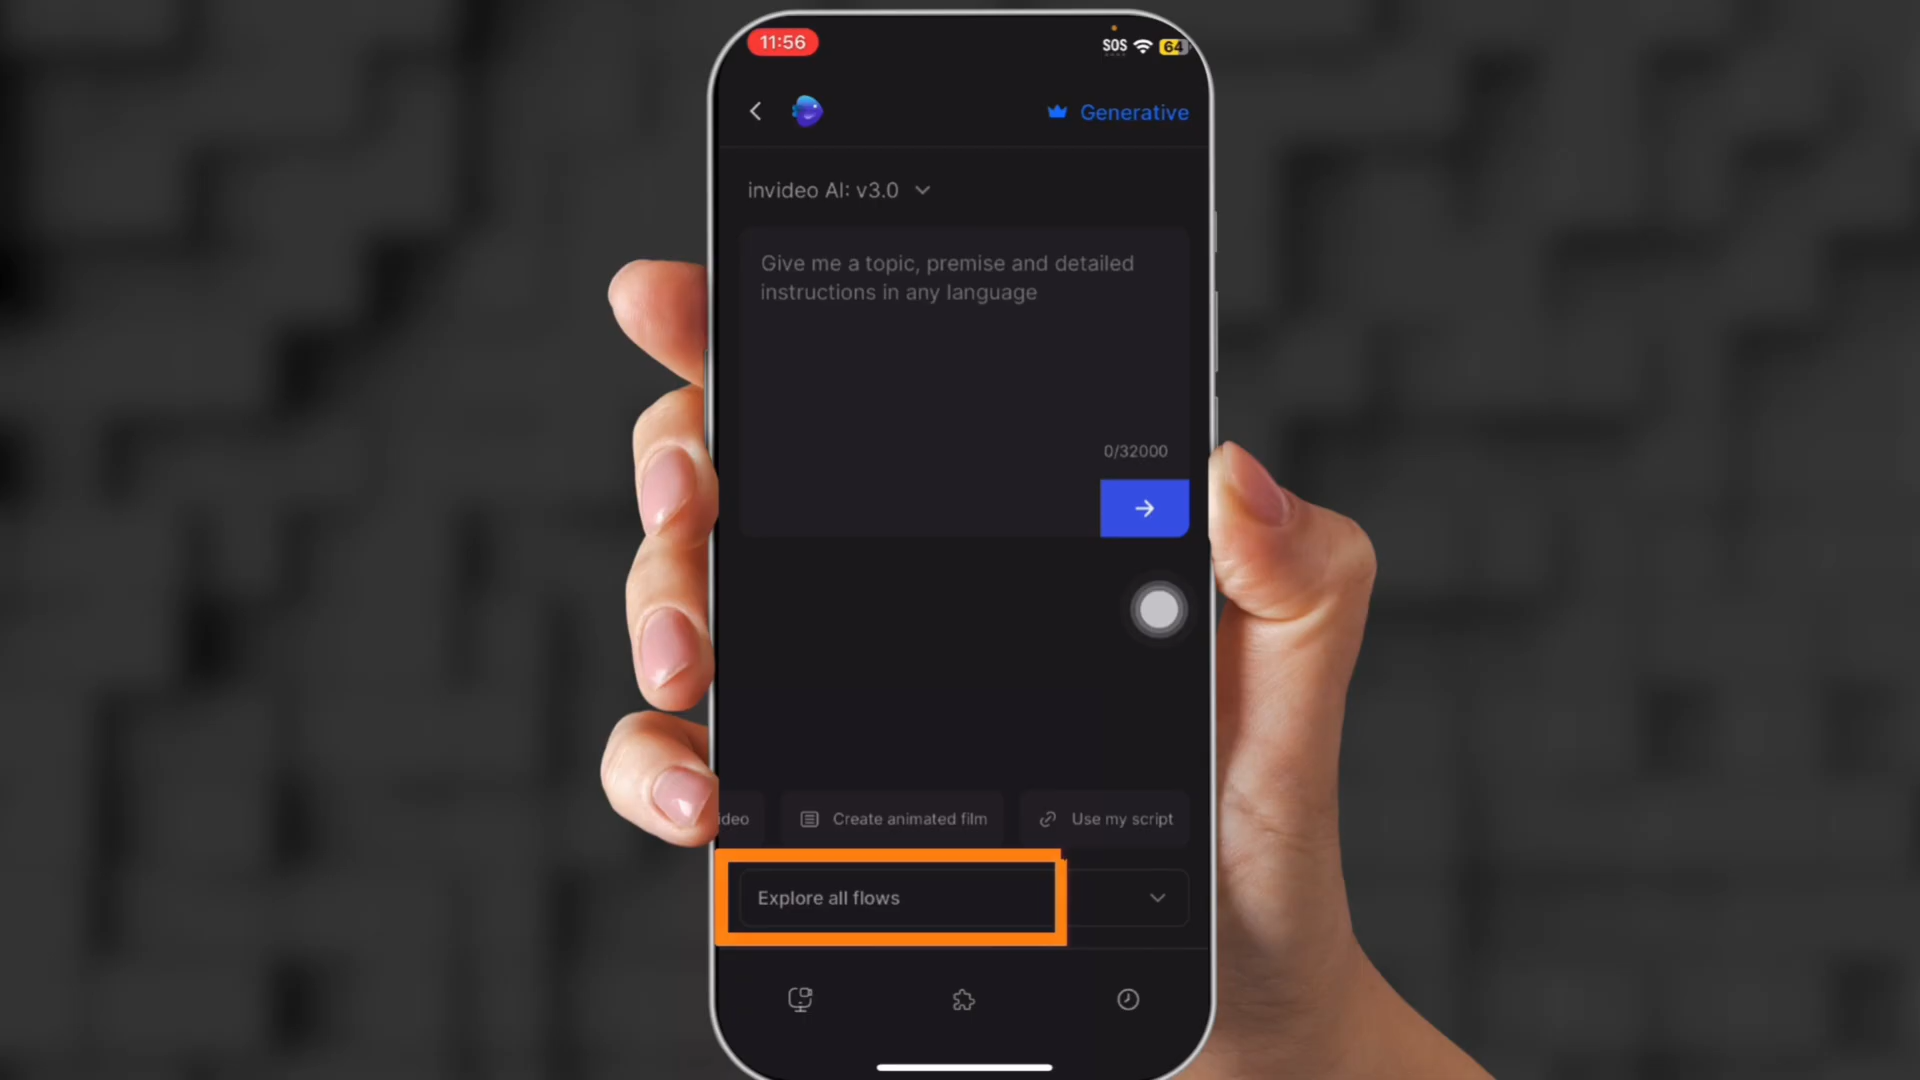 11:56
SOS
64
Generative
invideo AI: v3.0
Give me a topic, premise and detailed
instructions in any language
0/32000
ideo
Create animated film
Use my script
Explore all flows